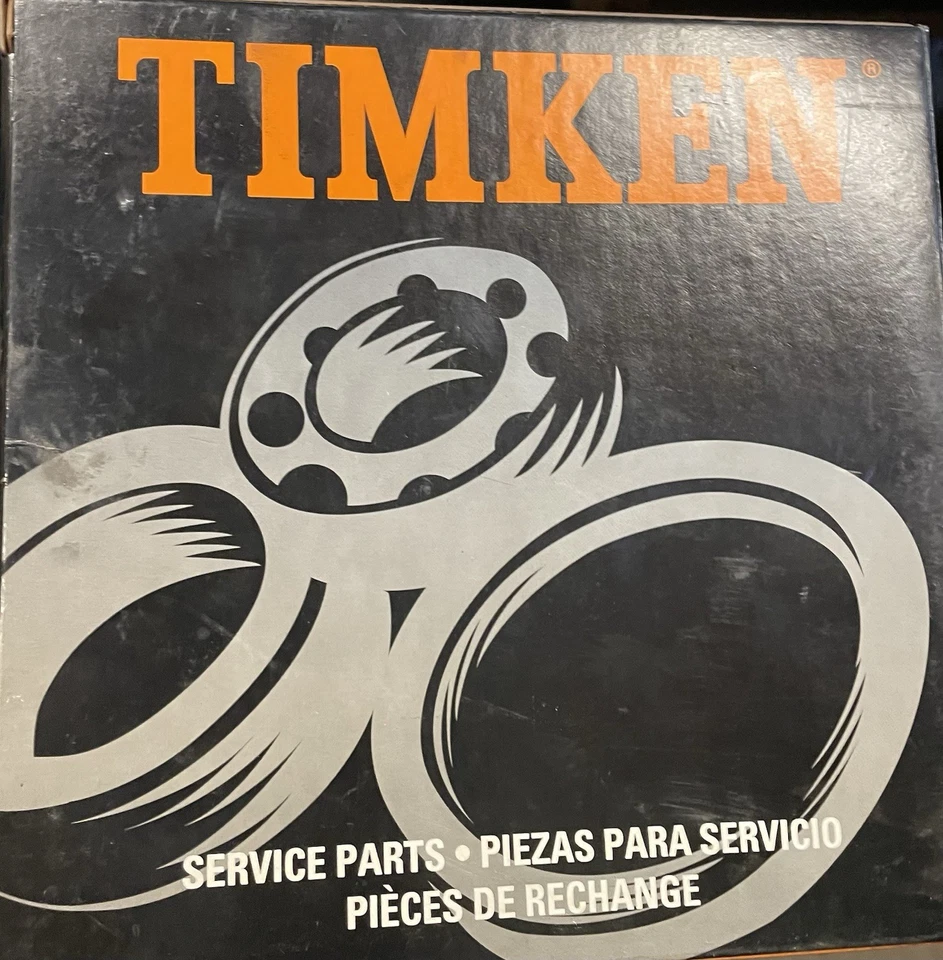 TIMKEN®
SERVICE PARTS • PIEZAS PARA SERVICIO
PIÈCES DE RECHANGE